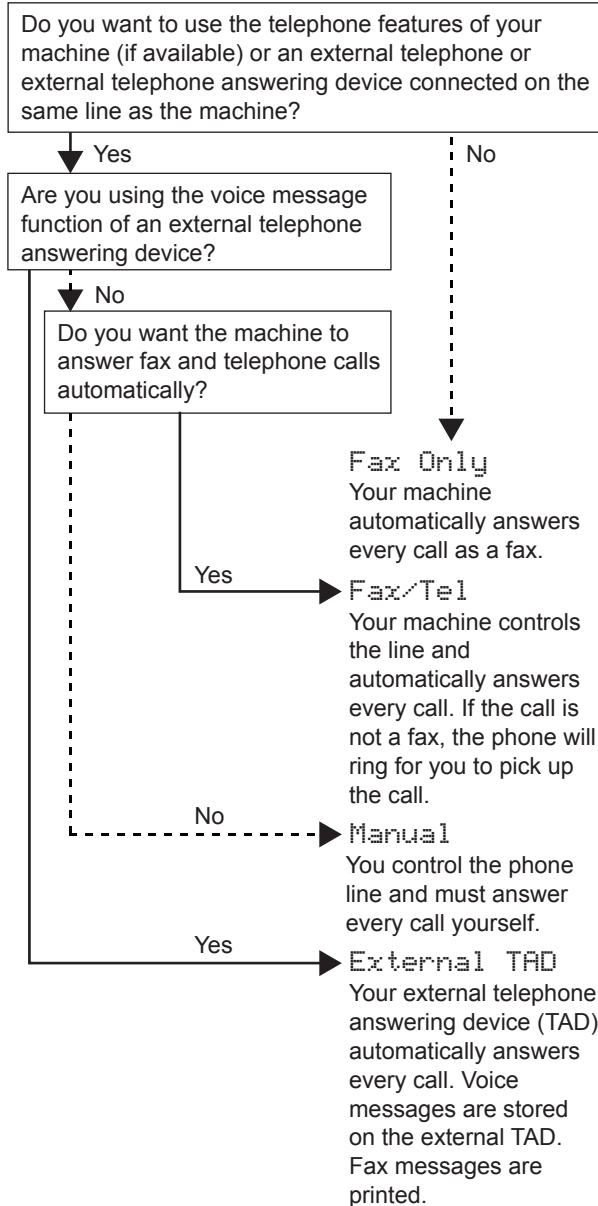 Do you want to use the telephone features of your
machine (if available) or an external telephone or
external telephone answering device connected on the
same line as the machine?
Yes
No
Are you using the voice message
function of an external telephone
answering device?
No
Do you want the machine to
answer fax and telephone calls
automatically?
Fax Only
Your machine
automatically answers
every call as a fax.
Yes
Fax/Tel
Your machine controls
the line and
automatically answers
every call. If the call is
not a fax, the phone will
ring for you to pick up
the call.
No
Manual
You control the phone
line and must answer
every call yourself.
Yes
External TAD
Your external telephone
answering device (TAD)
automatically answers
every call. Voice
messages are stored
on the external TAD.
Fax messages are
printed.